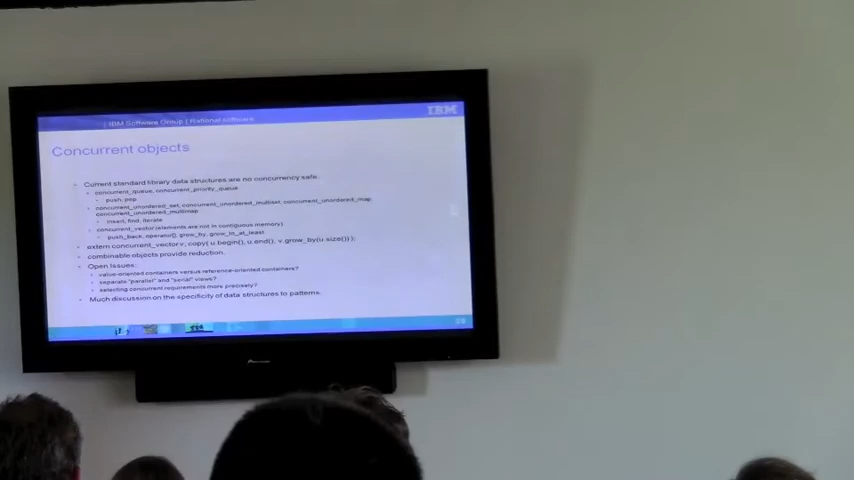 IBM Software Group | Rational software
IBM
Concurrent objects
Current standard library data structures are no concurrency safe.
concurrent_queue, concurrent_priority_queue
push, pop
concurrent_unordered_set, concurrent_unordered_multiset, concurrent_unordered_map
concurrent_unordered_multimap
insert, find, iterate
concurrent_vector (elements are not in contiguous memory)
push_back, operator[], grow_by, grow_to_at_least
extern concurrent_vector v; copy( u.begin(), u.end(), v.grow_by(u.size()) );
combinable objects provide reduction.
Open Issues:
value-oriented containers versus reference-oriented containers?
separate "parallel" and "serial" views?
selecting concurrent requirements more precisely?
Much discussion on the specificity of data structures to patterns.